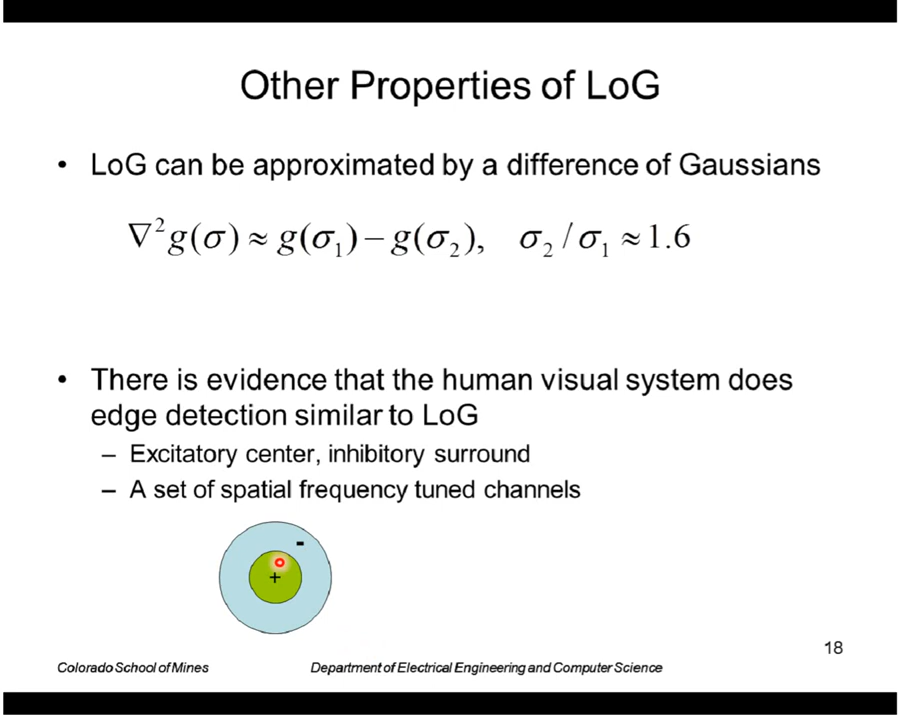 Other Properties of LoG
• LoG can be approximated by a difference of Gaussians
∇²g(σ) ≈ g(σ₁) − g(σ₂),   σ₂ / σ₁ ≈ 1.6
• There is evidence that the human visual system does
edge detection similar to LoG
– Excitatory center, inhibitory surround
– A set of spatial frequency tuned channels
-
+
18
Colorado School of Mines   Department of Electrical Engineering and Computer Science